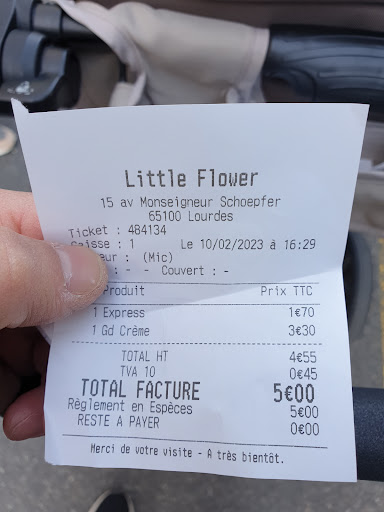 Little Flower
15 av Monseigneur Schoepfer
65100 Lourdes
Ticket : 484134
aisse : 1 Le 10/02/2023 à 16:29
eur : (Mic)
: - - Couvert : -
Produit Prix TTC
1 Express 1€70
1 Gd Crème 3€30
TOTAL HT 4€55
TVA 10 0€45
TOTAL FACTURE 5€00
Règlement en Espèces 5€00
RESTE A PAYER 0€00
Merci de votre visite - A très bientôt.